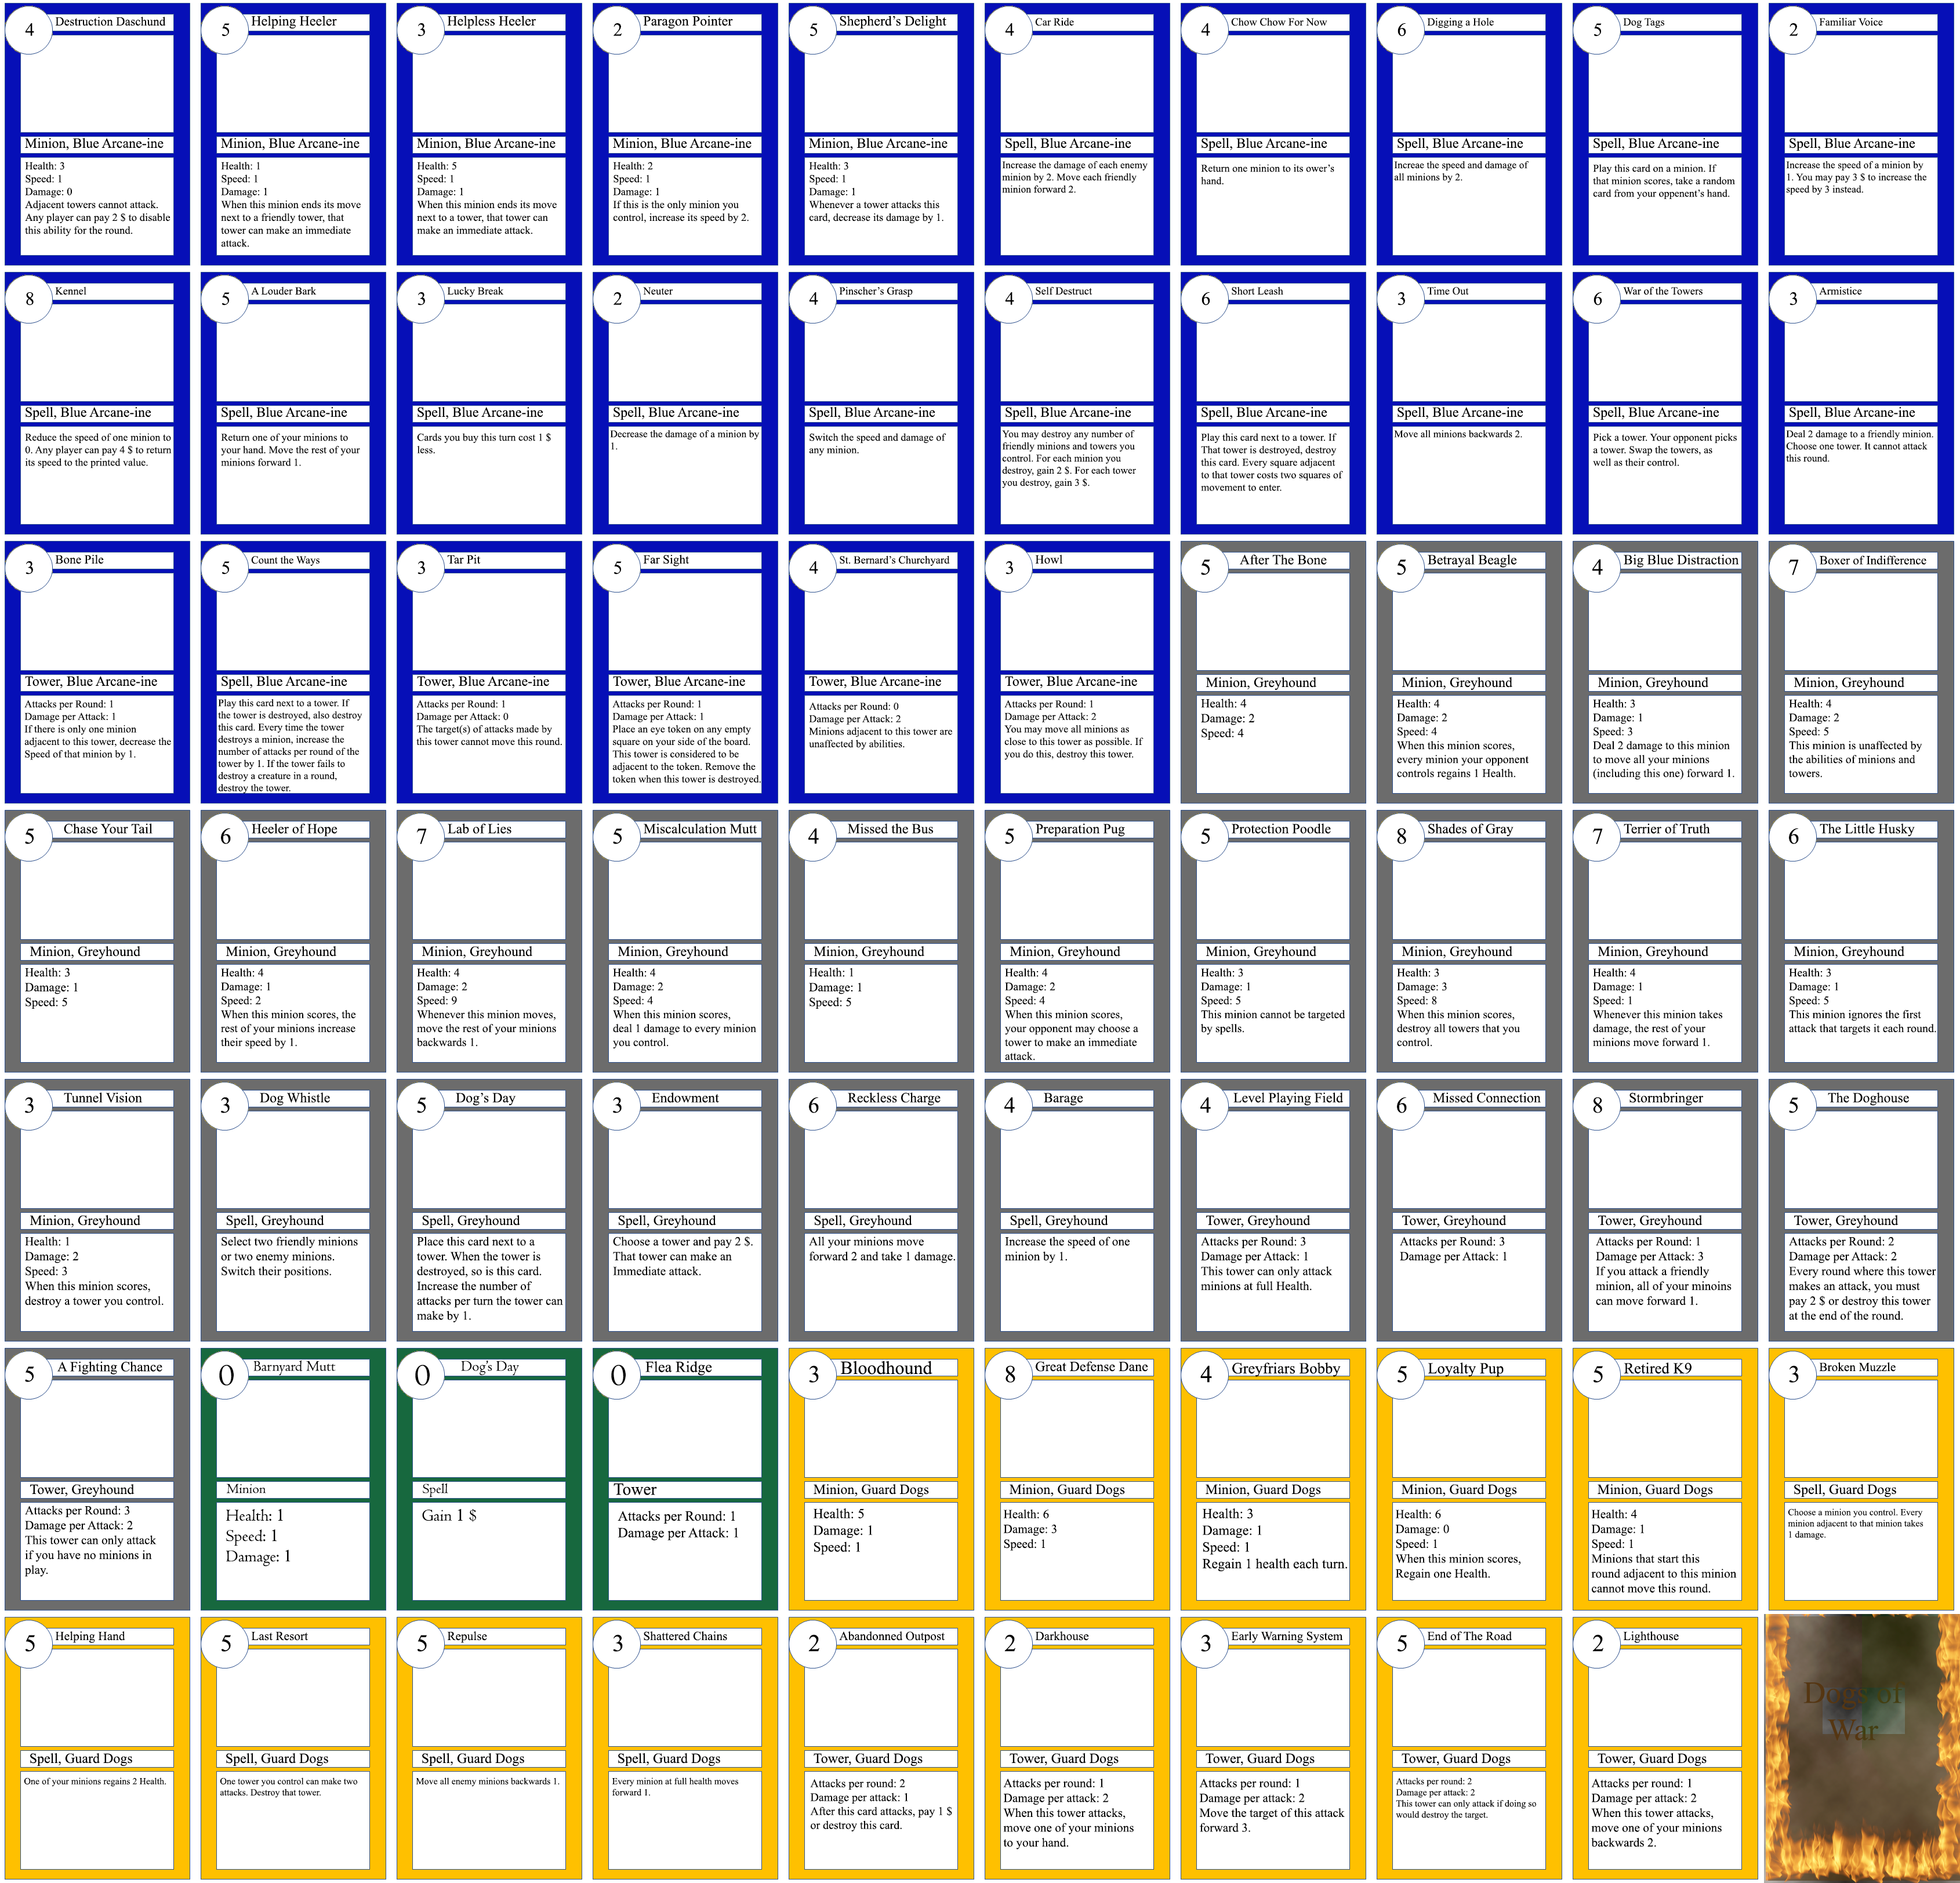 4
Destruction Daschund
Minion, Blue Arcane-ine
Health: 3
Speed: 1
Damage: 0
Adjacent towers cannot attack.
Any player can pay 2 $ to disable
this ability for the round.
5
Helping Heeler
Minion, Blue Arcane-ine
Health: 1
Speed: 1
Damage: 1
When this minion ends its move
next to a friendly tower, that
tower can make an immediate
attack.
3
Helpless Heeler
Minion, Blue Arcane-ine
Health: 5
Speed: 1
Damage: 1
When this minion ends its move
next to a tower, that tower can
make an immediate attack.
2
Paragon Pointer
Minion, Blue Arcane-ine
Health: 2
Speed: 1
Damage: 1
If this is the only minion you
control, increase its speed by 2.
5
Shepherd's Delight
Minion, Blue Arcane-ine
Health: 3
Speed: 1
Damage: 1
Whenever a tower attacks this
card, decrease its damage by 1.
4
Car Ride
Spell, Blue Arcane-ine
Increase the damage of each enemy
minion by 2. Move each friendly
minion forward 2.
4
Chow Chow For Now
Spell, Blue Arcane-ine
Return one minion to its ower's
hand.
6
Digging a Hole
Spell, Blue Arcane-ine
Increae the speed and damage of
all minions by 2.
5
Dog Tags
Spell, Blue Arcane-ine
Play this card on a minion. If
that minion scores, take a random
card from your oppenent's hand.
2
Familiar Voice
Spell, Blue Arcane-ine
Increase the speed of a minion by
1. You may pay 3 $ to increase the
speed by 3 instead.
8
Kennel
Spell, Blue Arcane-ine
Reduce the speed of one minion to
0. Any player can pay 4 $ to return
its speed to the printed value.
5
A Louder Bark
Spell, Blue Arcane-ine
Return one of your minions to
your hand. Move the rest of your
minions forward 1.
3
Lucky Break
Spell, Blue Arcane-ine
Cards you buy this turn cost 1 $
less.
2
Neuter
Spell, Blue Arcane-ine
Decrease the damage of a minion by
1.
4
Pinscher's Grasp
Spell, Blue Arcane-ine
Switch the speed and damage of
any minion.
4
Self Destruct
Spell, Blue Arcane-ine
You may destroy any number of
friendly minions and towers you
control. For each minion you
destroy, gain 2 $. For each tower
you destroy, gain 3 $.
6
Short Leash
Spell, Blue Arcane-ine
Play this card next to a tower. If
That tower is destroyed, destroy
this card. Every square adjacent
to that tower costs two squares of
movement to enter.
3
Time Out
Spell, Blue Arcane-ine
Move all minions backwards 2.
6
War of the Towers
Spell, Blue Arcane-ine
Pick a tower. Your opponent picks
a tower. Swap the towers, as
well as their control.
3
Armistice
Spell, Blue Arcane-ine
Deal 2 damage to a friendly minion.
Choose one tower. It cannot attack
this round.
3
Bone Pile
Tower, Blue Arcane-ine
Attacks per Round: 1
Damage per Attack: 1
If there is only one minion
adjacent to this tower, decrease the
Speed of that minion by 1.
5
Count the Ways
Spell, Blue Arcane-ine
Play this card next to a tower. If
the tower is destroyed, also destroy
this card. Every time the tower
destroys a minion, increase the
number of attacks per round of the
tower by 1. If the tower fails to
destroy a creature in a round,
destroy the tower.
3
Tar Pit
Tower, Blue Arcane-ine
Attacks per Round: 1
Damage per Attack: 0
The target(s) of attacks made by
this tower cannot move this round.
5
Far Sight
Tower, Blue Arcane-ine
Attacks per Round: 1
Damage per Attack: 1
Place an eye token on any empty
square on your side of the board.
This tower is considered to be
adjacent to the token. Remove the
token when this tower is destroyed.
4
St. Bernard's Churchyard
Tower, Blue Arcane-ine
Attacks per Round: 0
Damage per Attack: 2
Minions adjacent to this tower are
unaffected by abilities.
3
Howl
Tower, Blue Arcane-ine
Attacks per Round: 1
Damage per Attack: 2
You may move all minions as
close to this tower as possible. If
you do this, destroy this tower.
5
After The Bone
Minion, Greyhound
Health: 4
Damage: 2
Speed: 4
5
Betrayal Beagle
Minion, Greyhound
Health: 4
Damage: 2
Speed: 4
When this minion scores,
every minion your opponent
controls regains 1 Health.
4
Big Blue Distraction
Minion, Greyhound
Health: 3
Damage: 1
Speed: 3
Deal 2 damage to this minion
to move all your minions
(including this one) forward 1.
7
Boxer of Indifference
Minion, Greyhound
Health: 4
Damage: 2
Speed: 5
This minion is unaffected by
the abilities of minions and
towers.
5
Chase Your Tail
Minion, Greyhound
Health: 3
Damage: 1
Speed: 5
6
Heeler of Hope
Minion, Greyhound
Health: 4
Damage: 1
Speed: 2
When this minion scores, the
rest of your minions increase
their speed by 1.
7
Lab of Lies
Minion, Greyhound
Health: 4
Damage: 2
Speed: 9
Whenever this minion moves,
move the rest of your minions
backwards 1.
5
Miscalculation Mutt
Minion, Greyhound
Health: 4
Damage: 2
Speed: 4
When this minion scores,
deal 1 damage to every minion
you control.
4
Missed the Bus
Minion, Greyhound
Health: 1
Damage: 1
Speed: 5
5
Preparation Pug
Minion, Greyhound
Health: 4
Damage: 2
Speed: 4
When this minion scores,
your opponent may choose a
tower to make an immediate
attack.
5
Protection Poodle
Minion, Greyhound
Health: 3
Damage: 1
Speed: 5
This minion cannot be targeted
by spells.
8
Shades of Gray
Minion, Greyhound
Health: 3
Damage: 3
Speed: 8
When this minion scores,
destroy all towers that you
control.
7
Terrier of Truth
Minion, Greyhound
Health: 4
Damage: 1
Speed: 1
Whenever this minion takes
damage, the rest of your
minions move forward 1.
6
The Little Husky
Minion, Greyhound
Health: 3
Damage: 1
Speed: 5
This minion ignores the first
attack that targets it each round.
3
Tunnel Vision
Minion, Greyhound
Health: 1
Damage: 2
Speed: 3
When this minion scores,
destroy a tower you control.
3
Dog Whistle
Spell, Greyhound
Select two friendly minions
or two enemy minions.
Switch their positions.
5
Dog's Day
Spell, Greyhound
Place this card next to a
tower. When the tower is
destroyed, so is this card.
Increase the number of
attacks per turn the tower can
make by 1.
3
Endowment
Spell, Greyhound
Choose a tower and pay 2 $.
That tower can make an
Immediate attack.
6
Reckless Charge
Spell, Greyhound
All your minions move
forward 2 and take 1 damage.
4
Barage
Spell, Greyhound
Increase the speed of one
minion by 1.
4
Level Playing Field
Tower, Greyhound
Attacks per Round: 3
Damage per Attack: 1
This tower can only attack
minions at full Health.
6
Missed Connection
Tower, Greyhound
Attacks per Round: 3
Damage per Attack: 1
8
Stormbringer
Tower, Greyhound
Attacks per Round: 1
Damage per Attack: 3
If you attack a friendly
minion, all of your minoins
can move forward 1.
5
The Doghouse
Tower, Greyhound
Attacks per Round: 2
Damage per Attack: 2
Every round where this tower
makes an attack, you must
pay 2 $ or destroy this tower
at the end of the round.
5
A Fighting Chance
Tower, Greyhound
Attacks per Round: 3
Damage per Attack: 2
This tower can only attack
if you have no minions in
play.
0
Barnyard Mutt
Minion
Health: 1
Speed: 1
Damage: 1
0
Dog's Day
Spell
Gain 1 $
0
Flea Ridge
Tower
Attacks per Round: 1
Damage per Attack: 1
3
Bloodhound
Minion, Guard Dogs
Health: 5
Damage: 1
Speed: 1
8
Great Defense Dane
Minion, Guard Dogs
Health: 6
Damage: 3
Speed: 1
4
Greyfriars Bobby
Minion, Guard Dogs
Health: 3
Damage: 1
Speed: 1
Regain 1 health each turn.
5
Loyalty Pup
Minion, Guard Dogs
Health: 6
Damage: 0
Speed: 1
When this minion scores,
Regain one Health.
5
Retired K9
Minion, Guard Dogs
Health: 4
Damage: 1
Speed: 1
Minions that start this
round adjacent to this minion
cannot move this round.
3
Broken Muzzle
Spell, Guard Dogs
Choose a minion you control. Every
minion adjacent to that minion takes
1 damage.
5
Helping Hand
Spell, Guard Dogs
One of your minions regains 2 Health.
5
Last Resort
Spell, Guard Dogs
One tower you control can make two
attacks. Destroy that tower.
5
Repulse
Spell, Guard Dogs
Move all enemy minions backwards 1.
3
Shattered Chains
Spell, Guard Dogs
Every minion at full health moves
forward 1.
2
Abandonned Outpost
Tower, Guard Dogs
Attacks per round: 2
Damage per attack: 1
After this card attacks, pay 1 $
or destroy this card.
2
Darkhouse
Tower, Guard Dogs
Attacks per round: 1
Damage per attack: 2
When this tower attacks,
move one of your minions
to your hand.
3
Early Warning System
Tower, Guard Dogs
Attacks per round: 1
Damage per attack: 2
Move the target of this attack
forward 3.
5
End of The Road
Tower, Guard Dogs
Attacks per round: 2
Damage per attack: 2
This tower can only attack if doing so
would destroy the target.
2
Lighthouse
Tower, Guard Dogs
Attacks per round: 1
Damage per attack: 2
When this tower attacks,
move one of your minions
backwards 2.
Dogs of
War